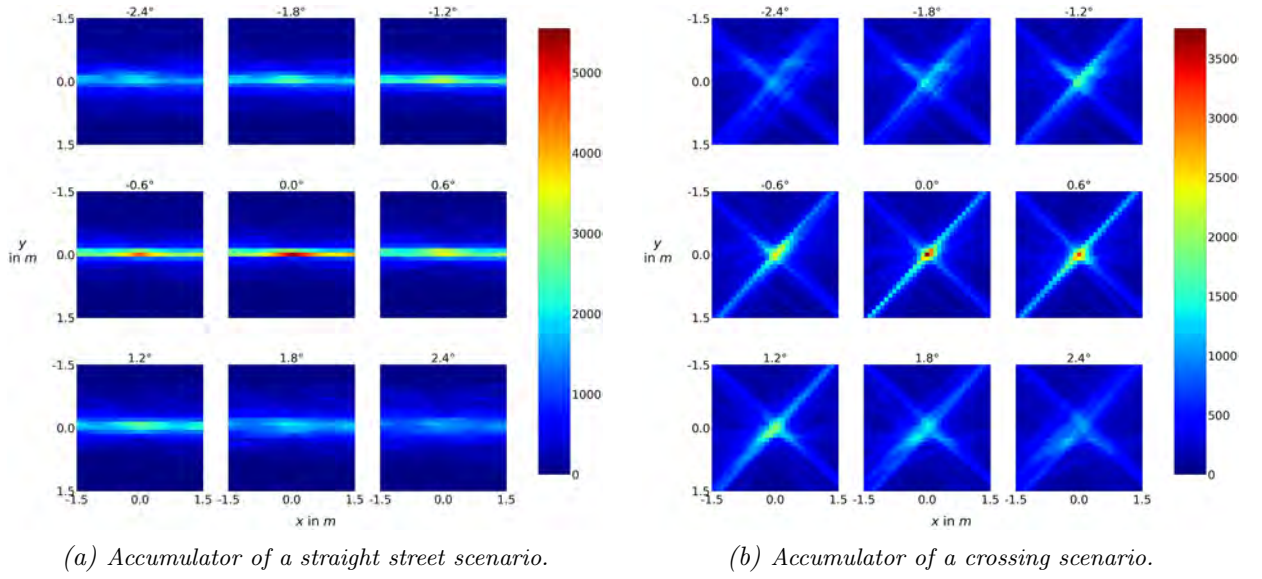 -2.4° -1.8° -1.2°
-1.5 0.0 1.5
-0.6° 0.0° 0.6°
-1.5 0.0 1.5
y
in m
1.2° 1.8° 2.4°
-1.5 0.0 1.5
0.0 1.5 -1.5 0.0 1.5 -1.5 0.0 1.5
x in m
5000
4000
3000
2000
1000
0
(a) Accumulator of a straight street scenario.
-2.4° -1.8° -1.2°
-1.5 0.0 1.5
-0.6° 0.0° 0.6°
-1.5 0.0 1.5
y
in m
1.2° 1.8° 2.4°
-1.5 0.0 1.5
-1.5 0.0 1.5 -1.5 0.0 1.5 -1.5 0.0 1.5
x in m
3500
3000
2500
2000
1500
1000
500
0
(b) Accumulator of a crossing scenario.